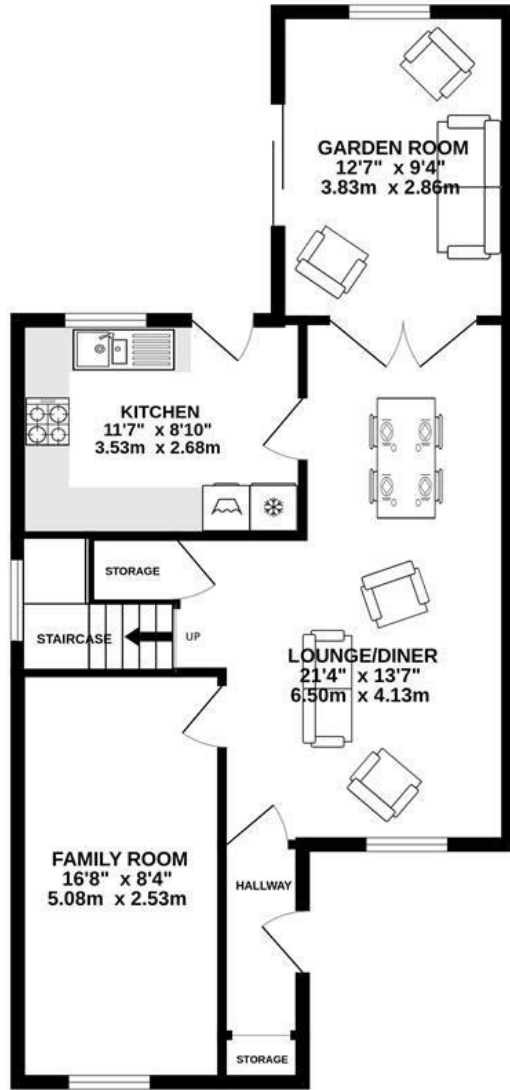 GARDEN ROOM
12'7" x 9'4"
3.83m x 2.86m
KITCHEN
11'7" x 8'10"
3.53m x 2.68m
STORAGE
STAIRCASE
UP
LOUNGE/DINER
21'4" x 13'7"
6.50m x 4.13m
FAMILY ROOM
16'8" x 8'4"
5.08m x 2.53m
HALLWAY
STORAGE